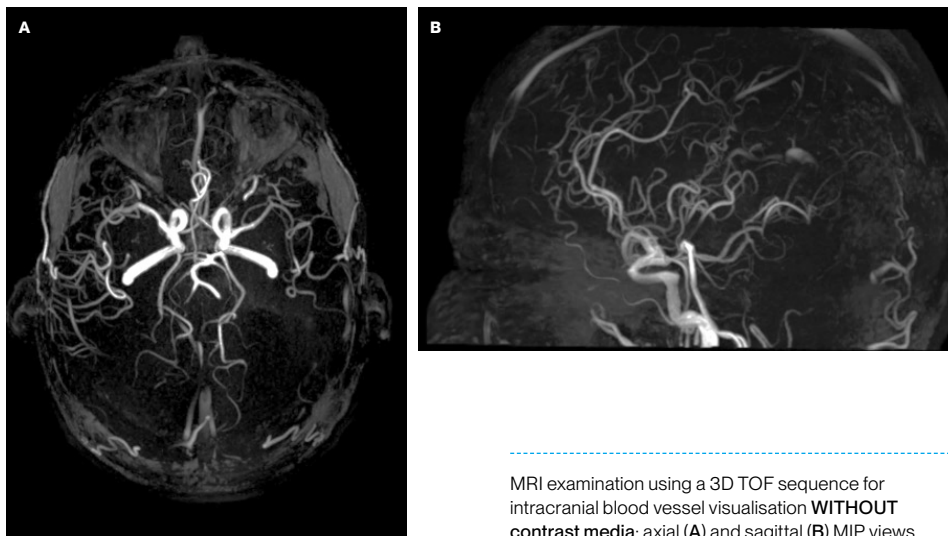 A
B
MRI examination using a 3D TOF sequence for
intracranial blood vessel visualisation WITHOUT
contrast media: axial (A) and sagittal (B) MIP views